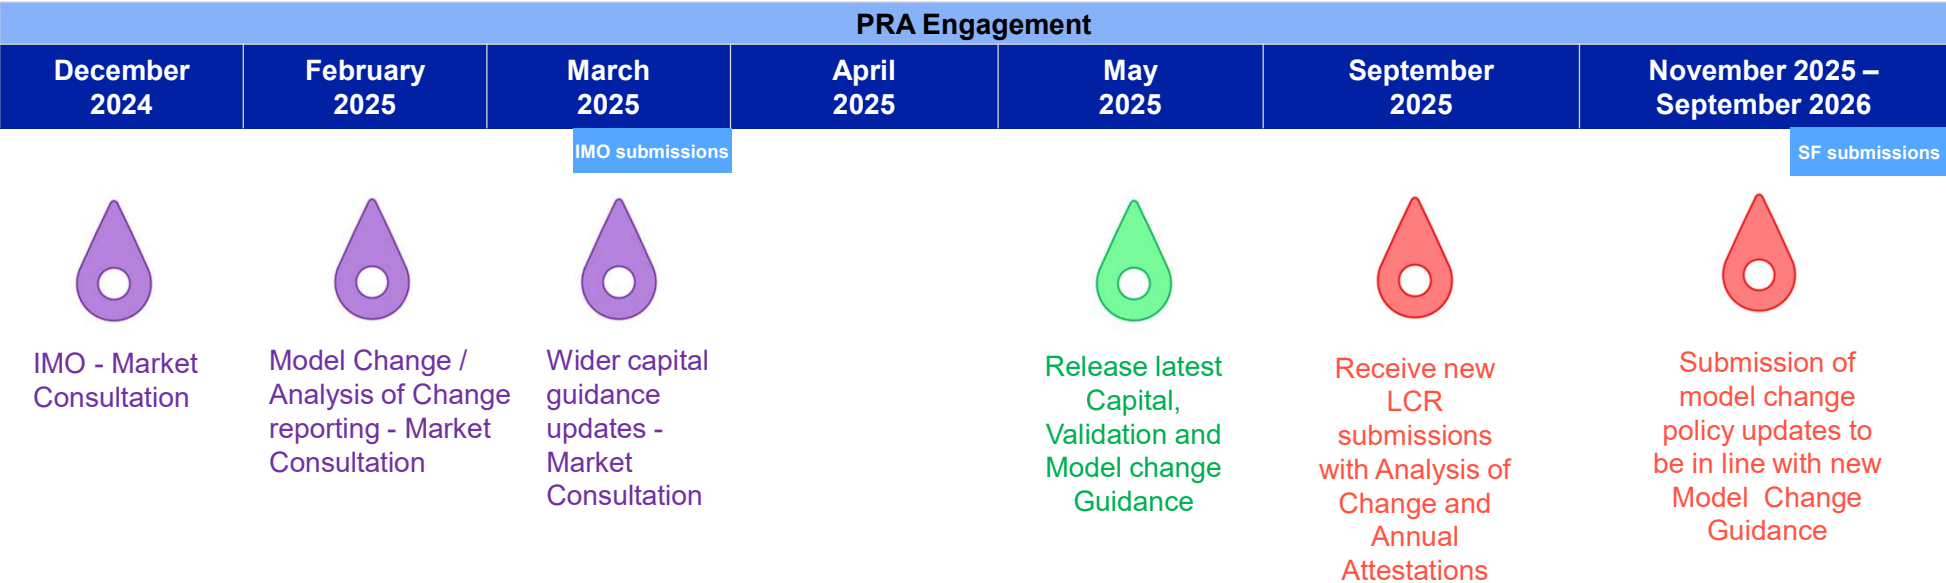 PRA Engagement
December
2024
February
2025
March
2025
April
2025
May
2025
September
2025
November 2025 –
September 2026
IMO submissions
SF submissions
IMO - Market
Consultation
Model Change /
Analysis of Change
reporting - Market
Consultation
Wider capital
guidance
updates -
Market
Consultation
Release latest
Capital,
Validation and
Model change
Guidance
Receive new
LCR
submissions
with Analysis of
Change and
Annual
Attestations
Submission of
model change
policy updates to
be in line with new
Model  Change
Guidance